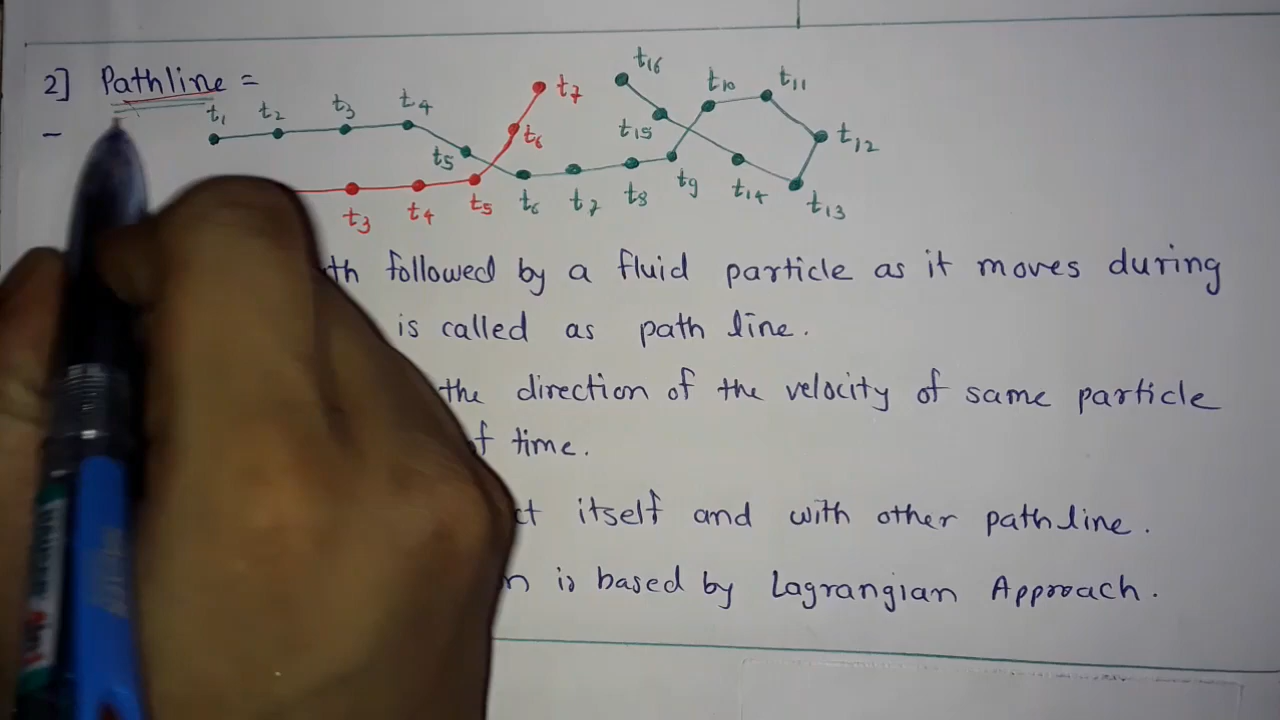 2] Pathline =
t1 t2 t3 t4 t5 t6 t7 t8 t9 t10 t11 t12 t13 t14 t15 t16
t3 t4 t5 t6 t7
followed by a fluid particle as it moves during
is called as path line.
the direction of the velocity of same particle
time.
itself and with other pathline.
is based by Lagrangian Approach.